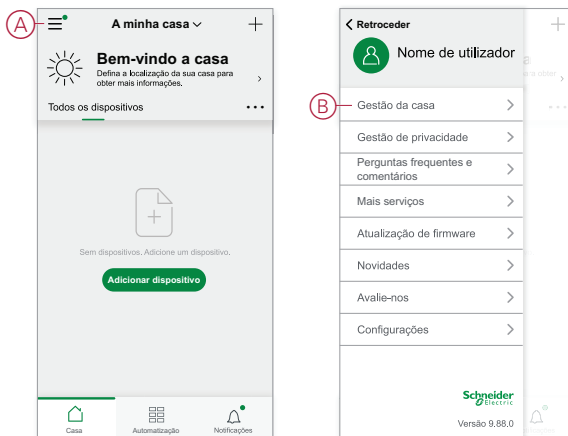 A
A minha casa
Bem-vindo a casa
Defina a localização da sua casa para
obter mais informações.
Todos os dispositivos
Sem dispositivos. Adicione um dispositivo.
Adicionar dispositivo
Casa
Automatização
Notificações
Retroceder
Nome de utilizador
B
Gestão da casa
Gestão de privacidade
Perguntas frequentes e
comentários
Mais serviços
Atualização de firmware
Novidades
Avalie-nos
Configurações
Schneider
Electric
Versão 9.88.0